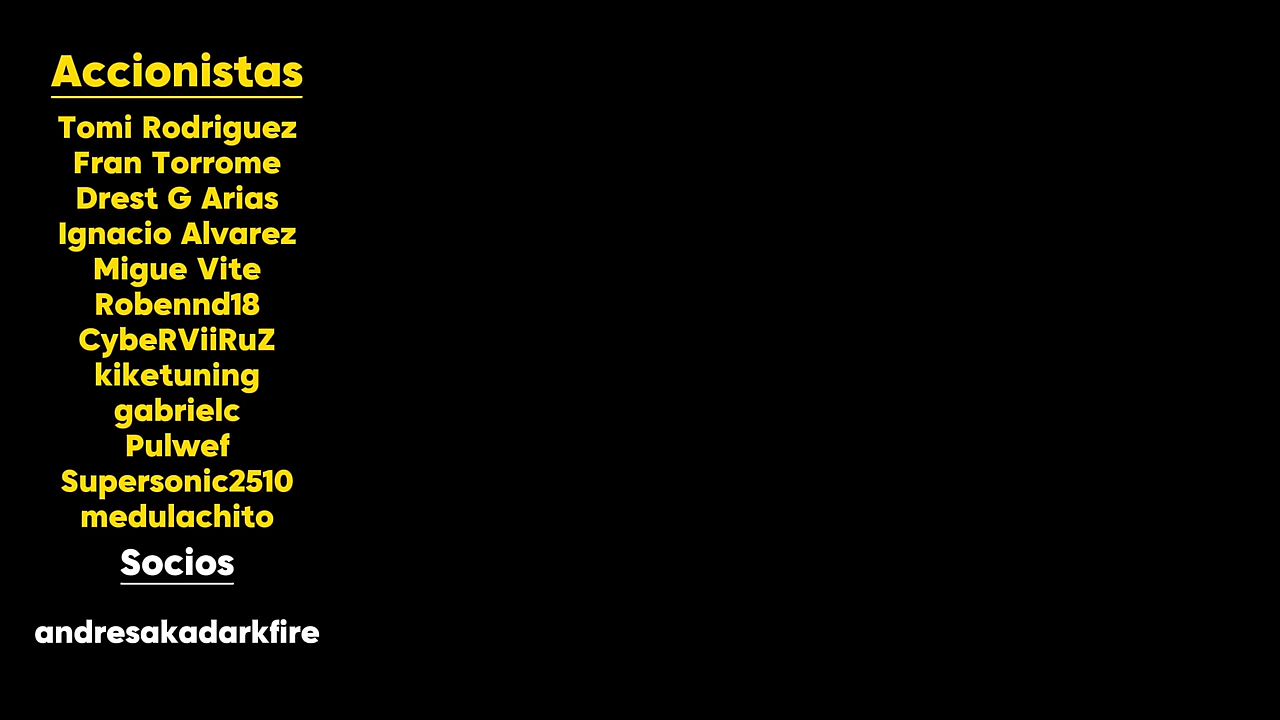 Accionistas
Tomi Rodriguez
Fran Torrome
Drest G Arias
Ignacio Alvarez
Migue Vite
Robennd18
CybeRViiRuZ
kiketuning
gabrielc
Pulwef
Supersonic2510
medulachito
Socios
andresakadarkfire